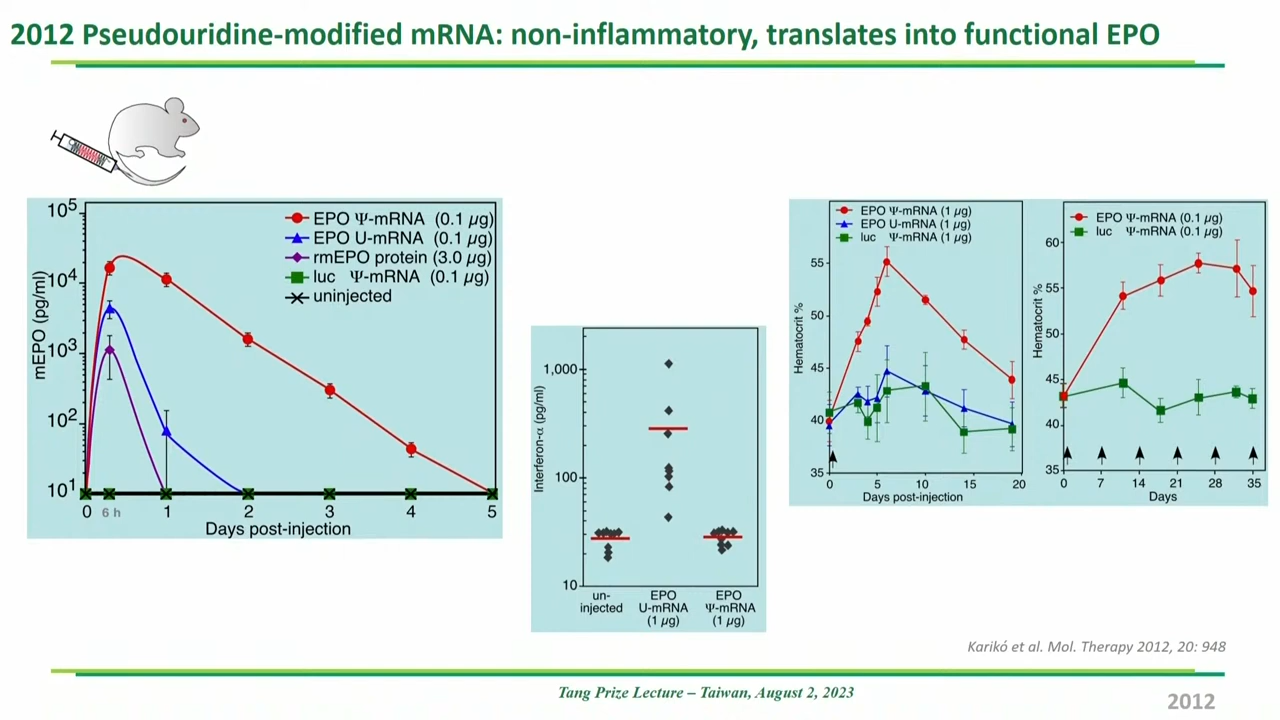 2012 Pseudouridine-modified mRNA: non-inflammatory, translates into functional EPO
mEPO (pg/ml)
10⁵
10⁴
10³
10²
10¹
EPO Ψ-mRNA (0.1 µg)
EPO U-mRNA (0.1 µg)
rmEPO protein (3.0 µg)
luc Ψ-mRNA (0.1 µg)
uninjected
0 6 h 1 2 3 4 5
Days post-injection
Interferon-α (pg/ml)
1,000
100
10
un-injected
EPO U-mRNA (1 µg)
EPO Ψ-mRNA (1 µg)
EPO Ψ-mRNA (1 µg)
EPO U-mRNA (1 µg)
luc Ψ-mRNA (1 µg)
Hematocrit %
55
50
45
40
35
0 5 10 15 20
Days post-injection
EPO Ψ-mRNA (0.1 µg)
luc Ψ-mRNA (0.1 µg)
Hematocrit %
60
55
50
45
40
35
0 7 14 21 28 35
Days
Karikó et al. Mol. Therapy 2012, 20: 948
Tang Prize Lecture – Taiwan, August 2, 2023
2012